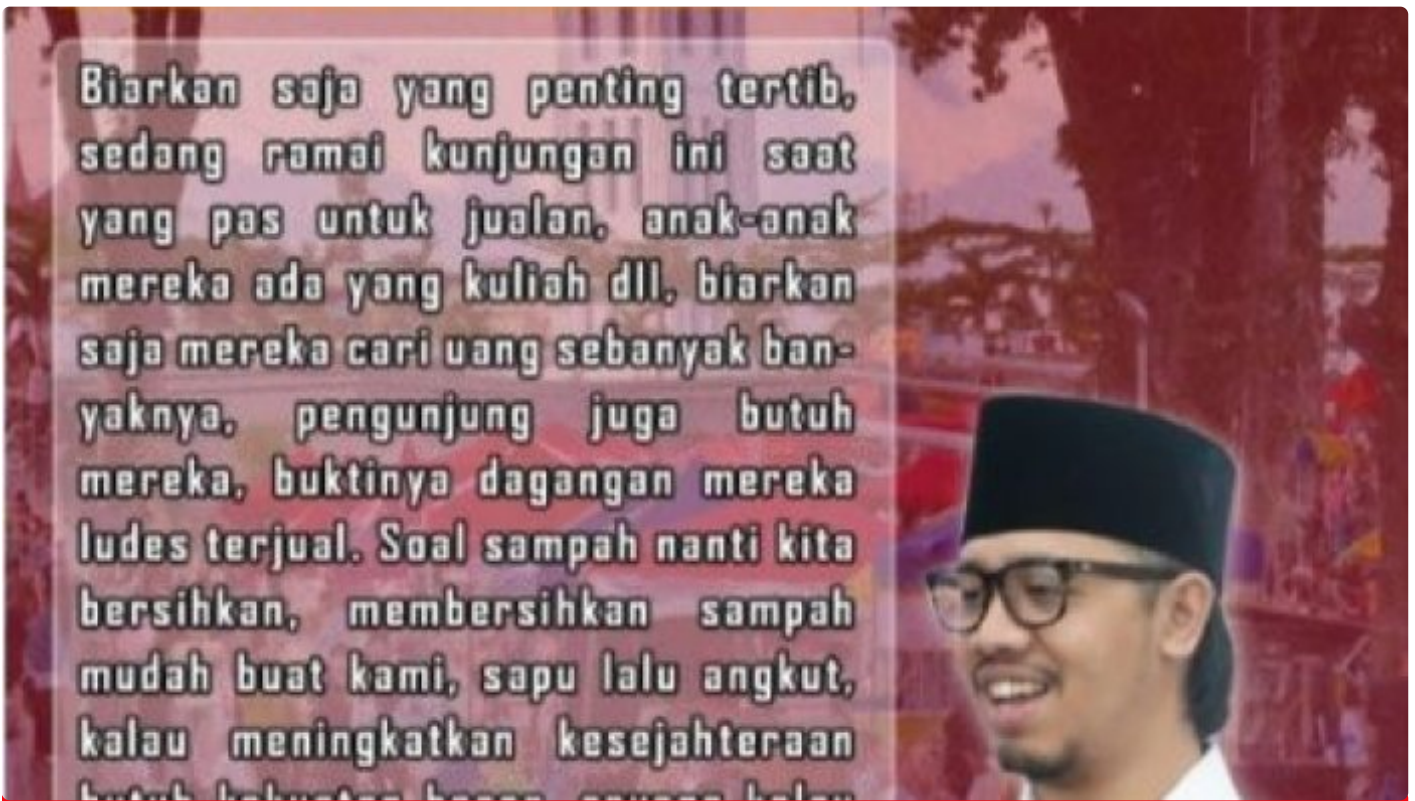 Biarkan saja yang penting tertib,
sedang ramai kunjungan ini saat
yang pas untuk jualan, anak-anak
mereka ada yang kuliah dll, biarkan
saja mereka cari uang sebanyak ban-
yaknya, pengunjung juga butuh
mereka, buktinya dagangan mereka
ludes terjual. Soal sampah nanti kita
bersihkan, membersihkan sampah
mudah buat kami, sapu lalu angkut,
kalau meningkatkan kesejahteraan